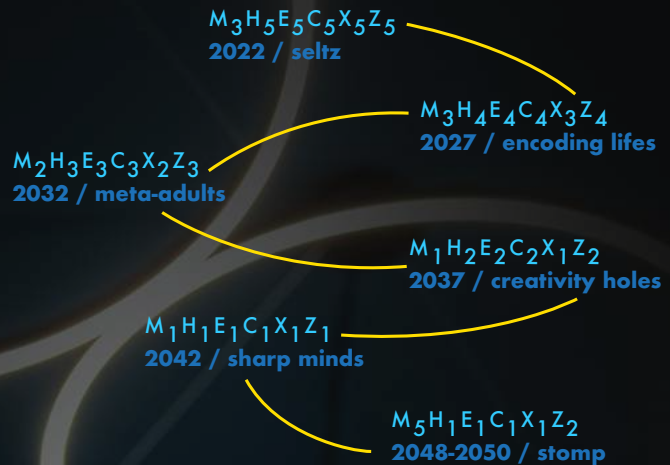 M₃H₅E₅C₅X₅Z₅
2022 / seltz
M₃H₄E₄C₄X₃Z₄
2027 / encoding lifes
M₂H₃E₃C₃X₂Z₃
2032 / meta-adults
M₁H₂E₂C₂X₁Z₂
2037 / creativity holes
M₁H₁E₁C₁X₁Z₁
2042 / sharp minds
M₅H₁E₁C₁X₁Z₂
2048-2050 / stomp